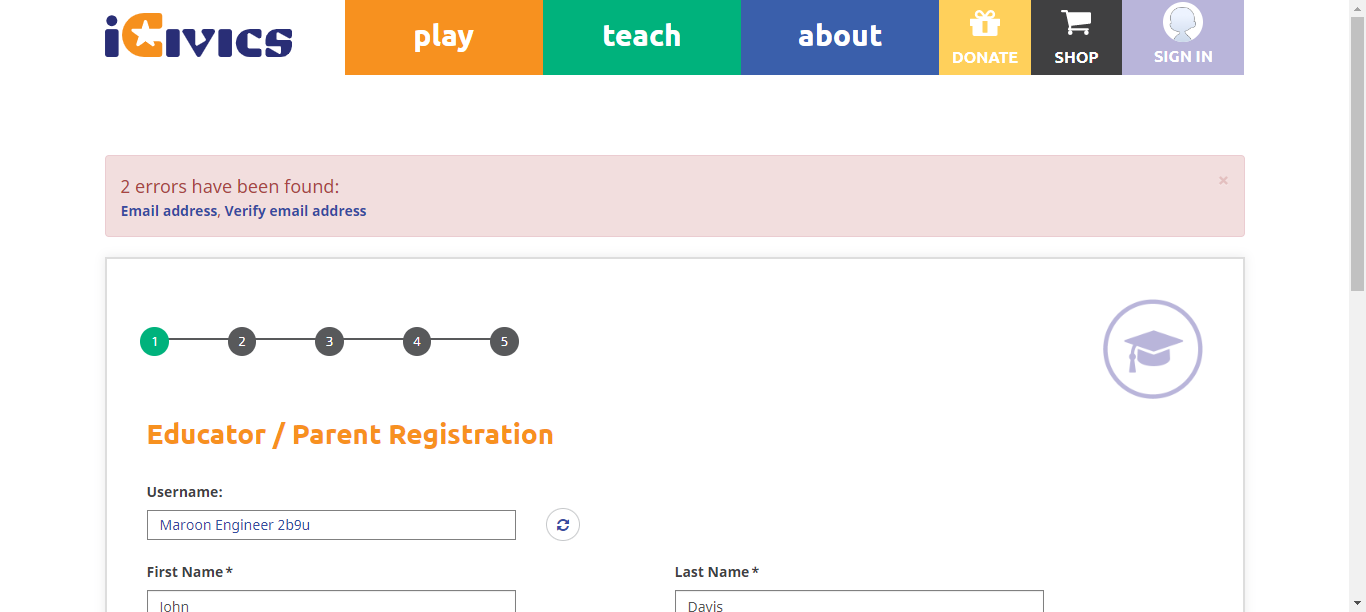 iCivics
play
teach
about
DONATE
SHOP
SIGN IN
2 errors have been found:
×
Email address, Verify email address
1
2
3
4
5
Educator / Parent Registration
Username:
Maroon Engineer 2b9u
First Name*
Last Name*
John
Davis